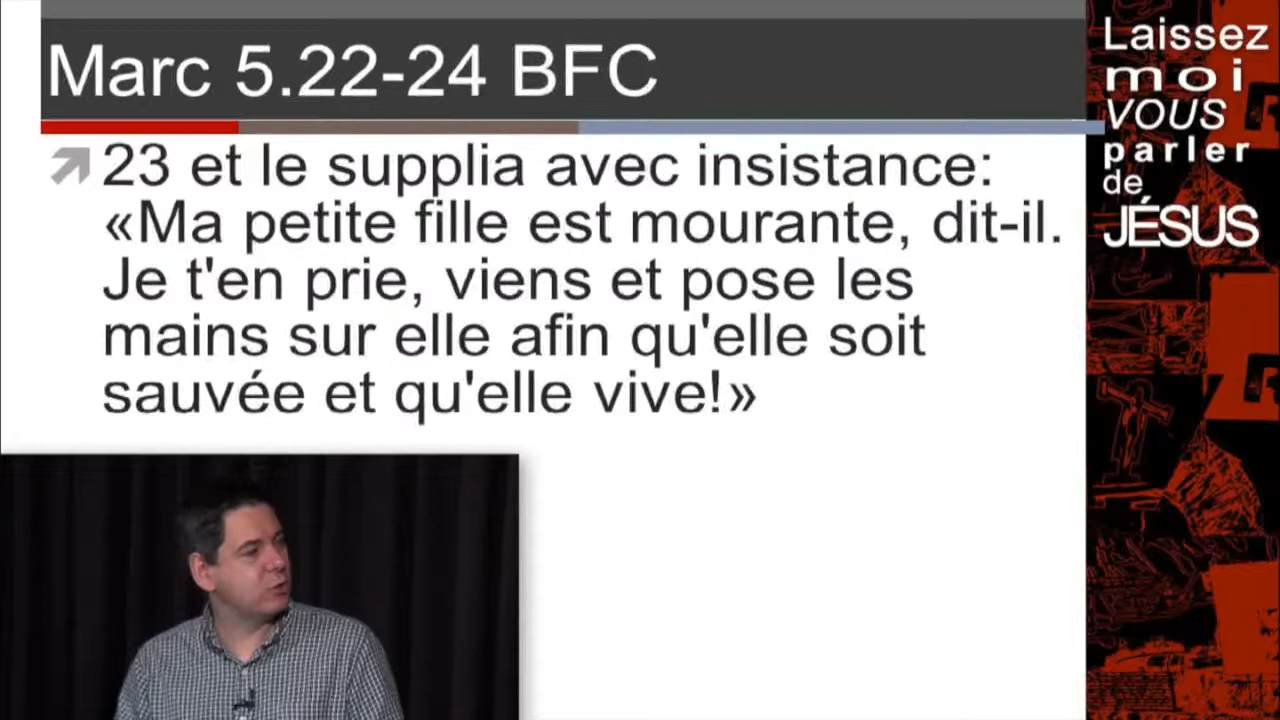 Marc 5.22-24 BFC
23 et le supplia avec insistance:
«Ma petite fille est mourante, dit-il.
Je t'en prie, viens et pose les
mains sur elle afin qu'elle soit
sauvée et qu'elle vive!»
Laissez
moi
VOUS
parler
de
JÉSUS